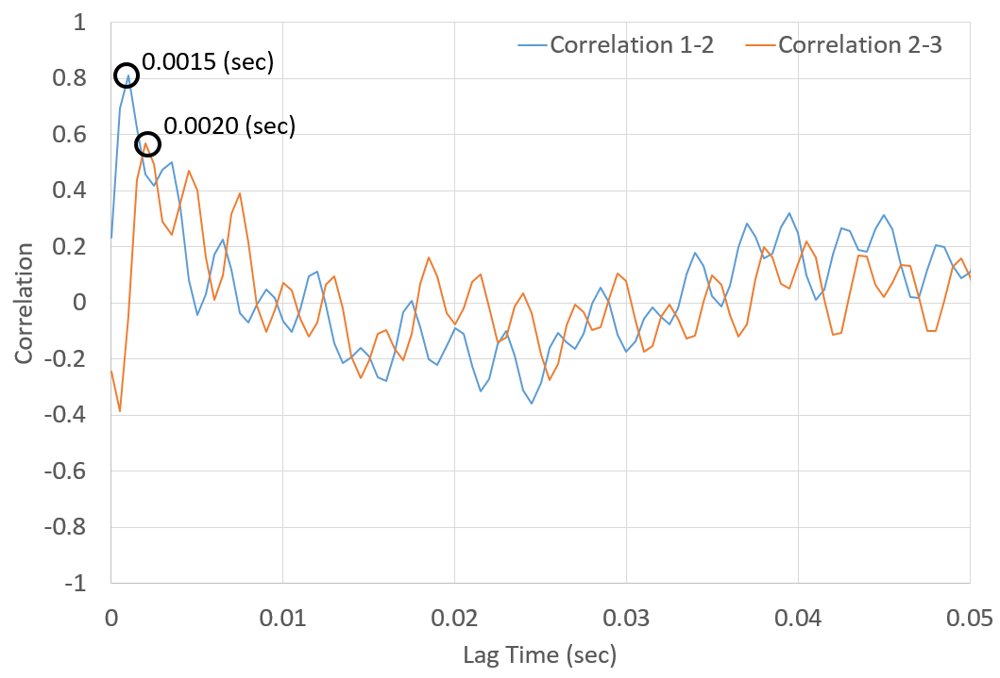 1
Correlation 1-2
Correlation 2-3
0.0015 (sec)
0.8
0.0020 (sec)
0.6
0.4
0.2
0
-0.2
-0.4
-0.6
-0.8
-1
Correlation
0
0.01
0.02
0.03
0.04
0.05
Lag Time (sec)